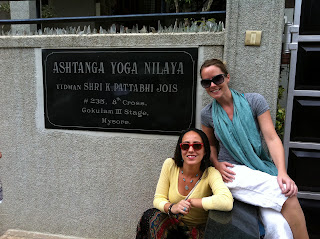 ASHTANGA YOGA NILAYA
VIDWAN SHRI K. PATTABHI JOIS
# 235, 8th Cross,
Gokulam III Stage,
Mysore.